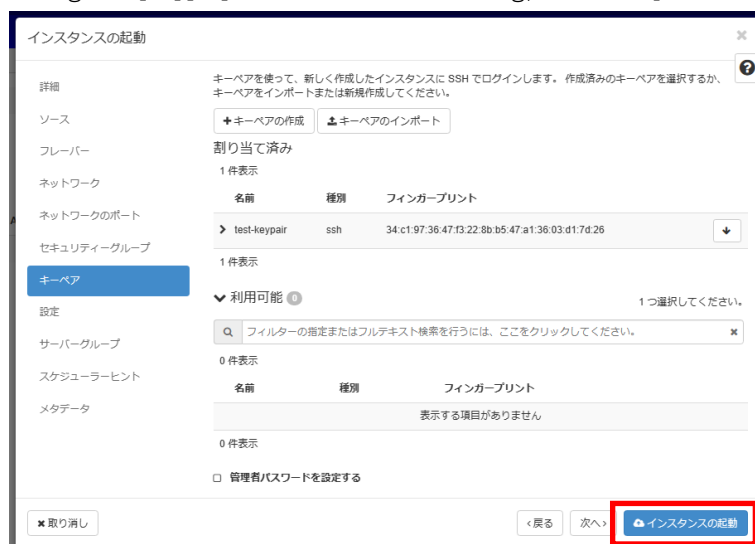 インスタンスの起動
キーペアを使って、新しく作成したインスタンスに SSH でログインします。 作成済みのキーペアを選択するか、
キーペアをインポートまたは新規作成してください。
詳細
ソース
フレーバー
ネットワーク
ネットワークのポート
セキュリティーグループ
キーペア
設定
サーバーグループ
スケジューラーヒント
メタデータ
キーペアの作成
キーペアのインポート
割り当て済み
1 件表示
名前 種別 フィンガープリント
test-keypair ssh 34:c1:97:36:47:f3:22:8b:b5:47:a1:36:03:d1:7d:26
1 件表示
利用可能 0
1 つ選択してください。
フィルターの指定またはフルテキスト検索を行うには、ここをクリックしてください。
0 件表示
名前 種別 フィンガープリント
表示する項目がありません
0 件表示
管理者パスワードを設定する
取り消し
<戻る
次へ>
インスタンスの起動